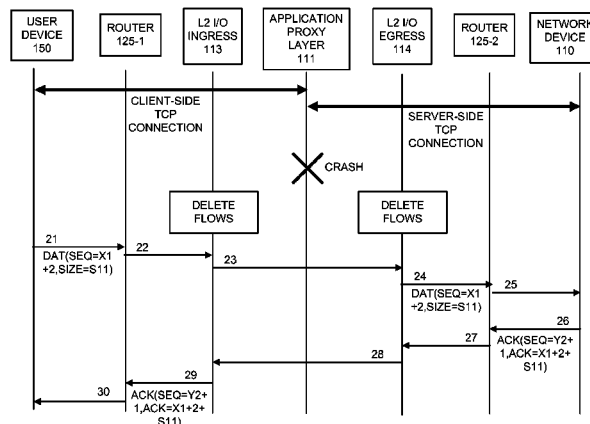 USER
DEVICE
150
ROUTER
125-1
L2 I/O
INGRESS
113
APPLICATION
PROXY
LAYER
111
L2 I/O
EGRESS
114
ROUTER
125-2
NETWORK
DEVICE
110
CLIENT-SIDE
TCP
CONNECTION
SERVER-SIDE
TCP
CONNECTION
CRASH
DELETE
FLOWS
DELETE
FLOWS
21
DAT(SEQ=X1
+2,SIZE=S11)
22
23
24
DAT(SEQ=X1
+2,SIZE=S11)
25
26
ACK(SEQ=Y2+
1,ACK=X1+2+
S11)
27
28
29
ACK(SEQ=Y2+
1,ACK=X1+2+
S11)
30